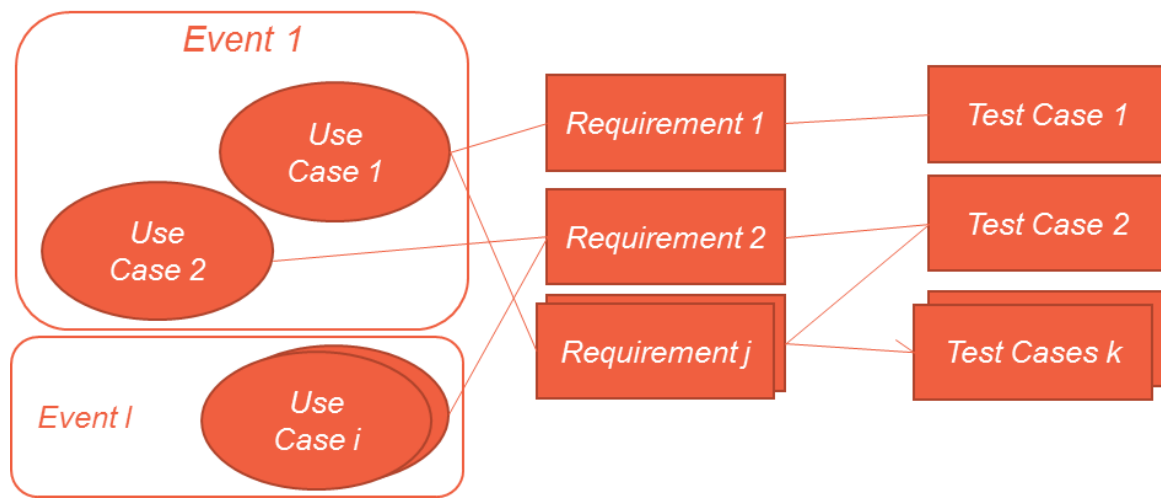 Event 1
Use
Case 1
Requirement 1
Test Case 1
Use
Case 2
Requirement 2
Test Case 2
Event I
Use
Case i
Requirement j
Test Cases k